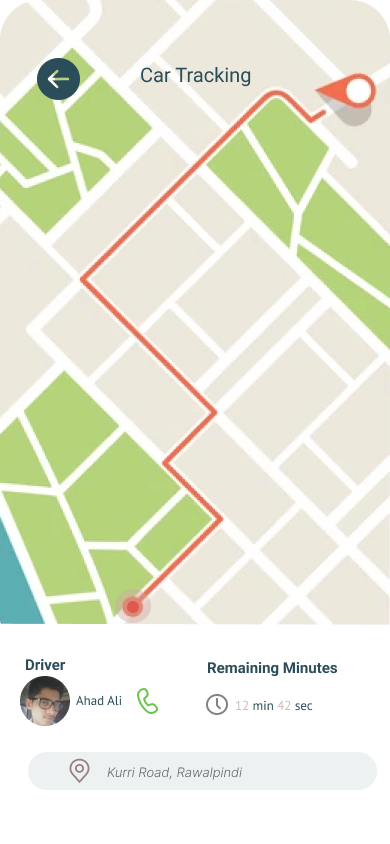 Car Tracking
Driver
Remaining Minutes
Ahad Ali
12 min 42 sec
Kurri Road, Rawalpindi